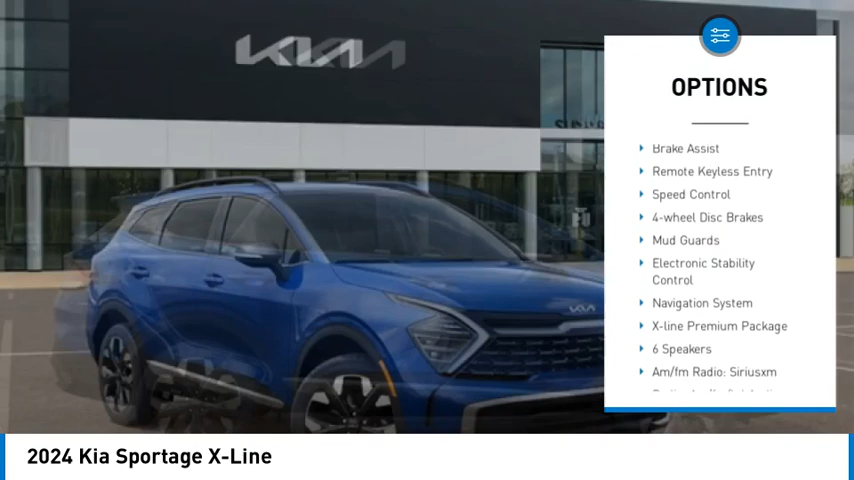 KIA
OPTIONS
Brake Assist
Remote Keyless Entry
Speed Control
4-wheel Disc Brakes
Mud Guards
Electronic Stability
Control
Navigation System
X-line Premium Package
6 Speakers
Am/fm Radio: Siriusxm
2024 Kia Sportage X-Line